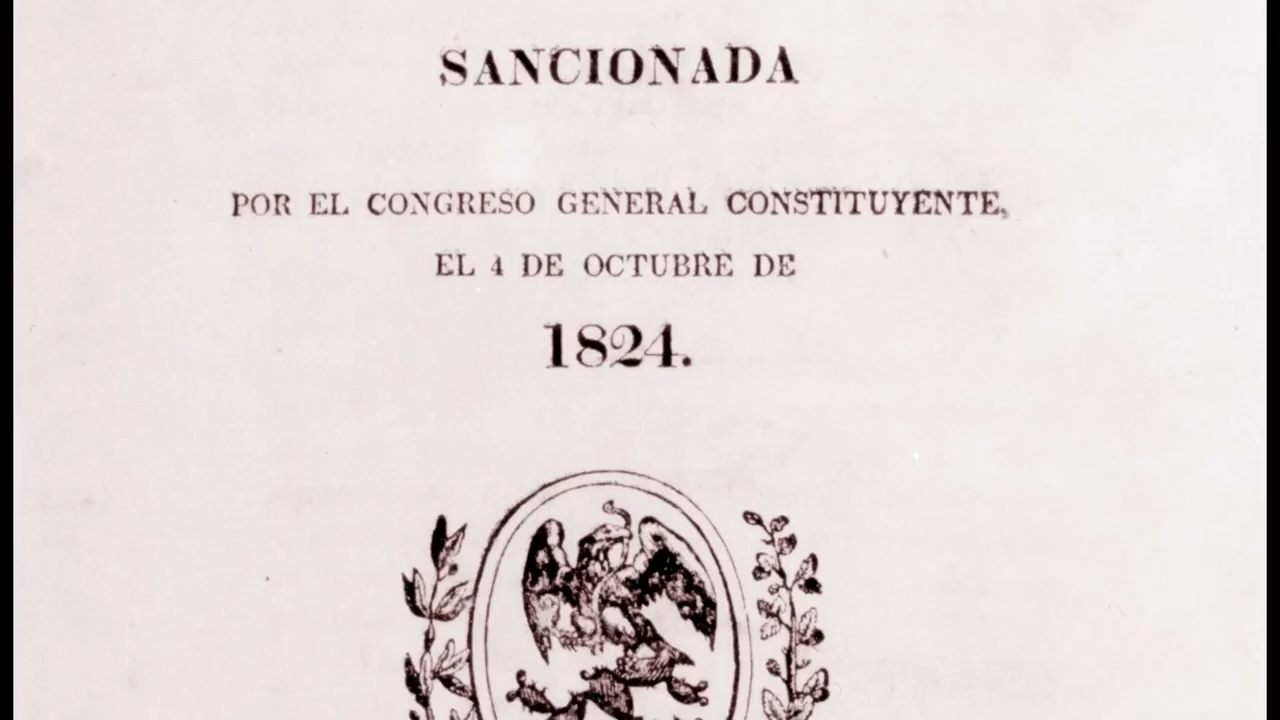 SANCIONADA
POR EL CONGRESO GENERAL CONSTITUYENTE,
EL 4 DE OCTUBRE DE
1824.